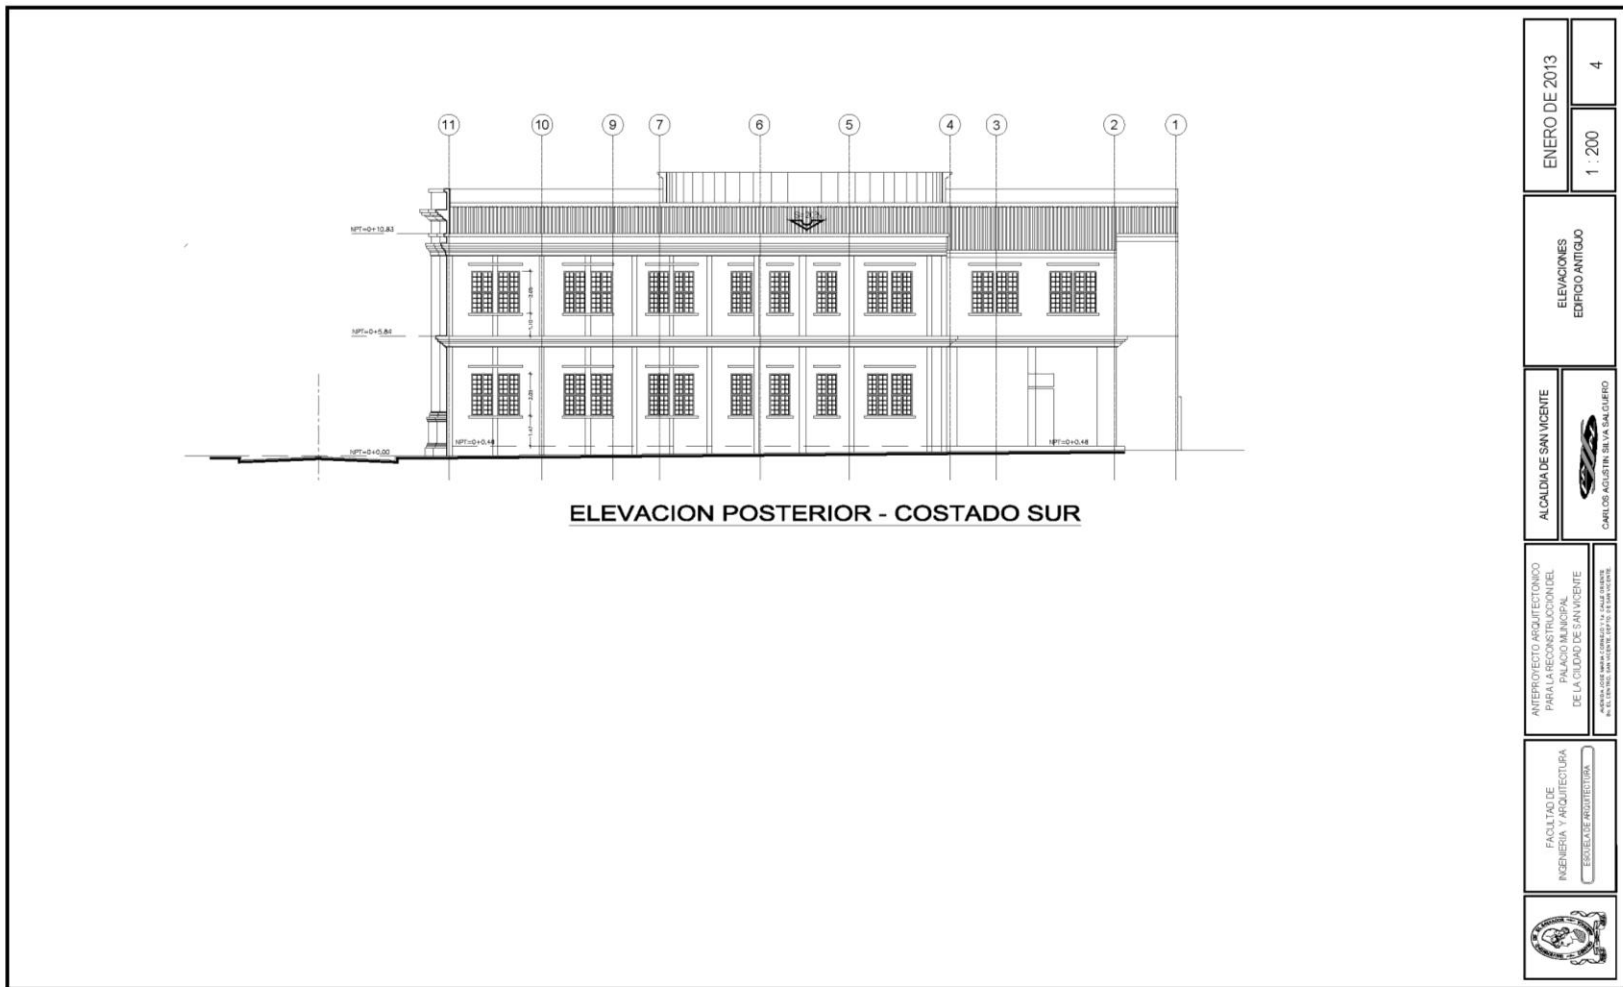 11 10 9 7 6 5 4 3 2 1
NPT=0+10.83
NPT=0+5.84
NPT=0+0.48
NPT=0+0.48
NPT=0+0.00
ELEVACION POSTERIOR - COSTADO SUR
ENERO DE 2013
4
1 : 200
ELEVACIONES
EDIFICIO ANTIGUO
ALCALDIA DE SAN VICENTE
CARLOS AGUSTIN SILVA SALGUERO
ANTEPROYECTO ARQUITECTONICO
PARA LA RECONSTRUCCION DEL
PALACIO MUNICIPAL
DE LA CIUDAD DE SAN VICENTE
FACULTAD DE
INGENIERIA Y ARQUITECTURA
ESCUELA DE ARQUITECTURA